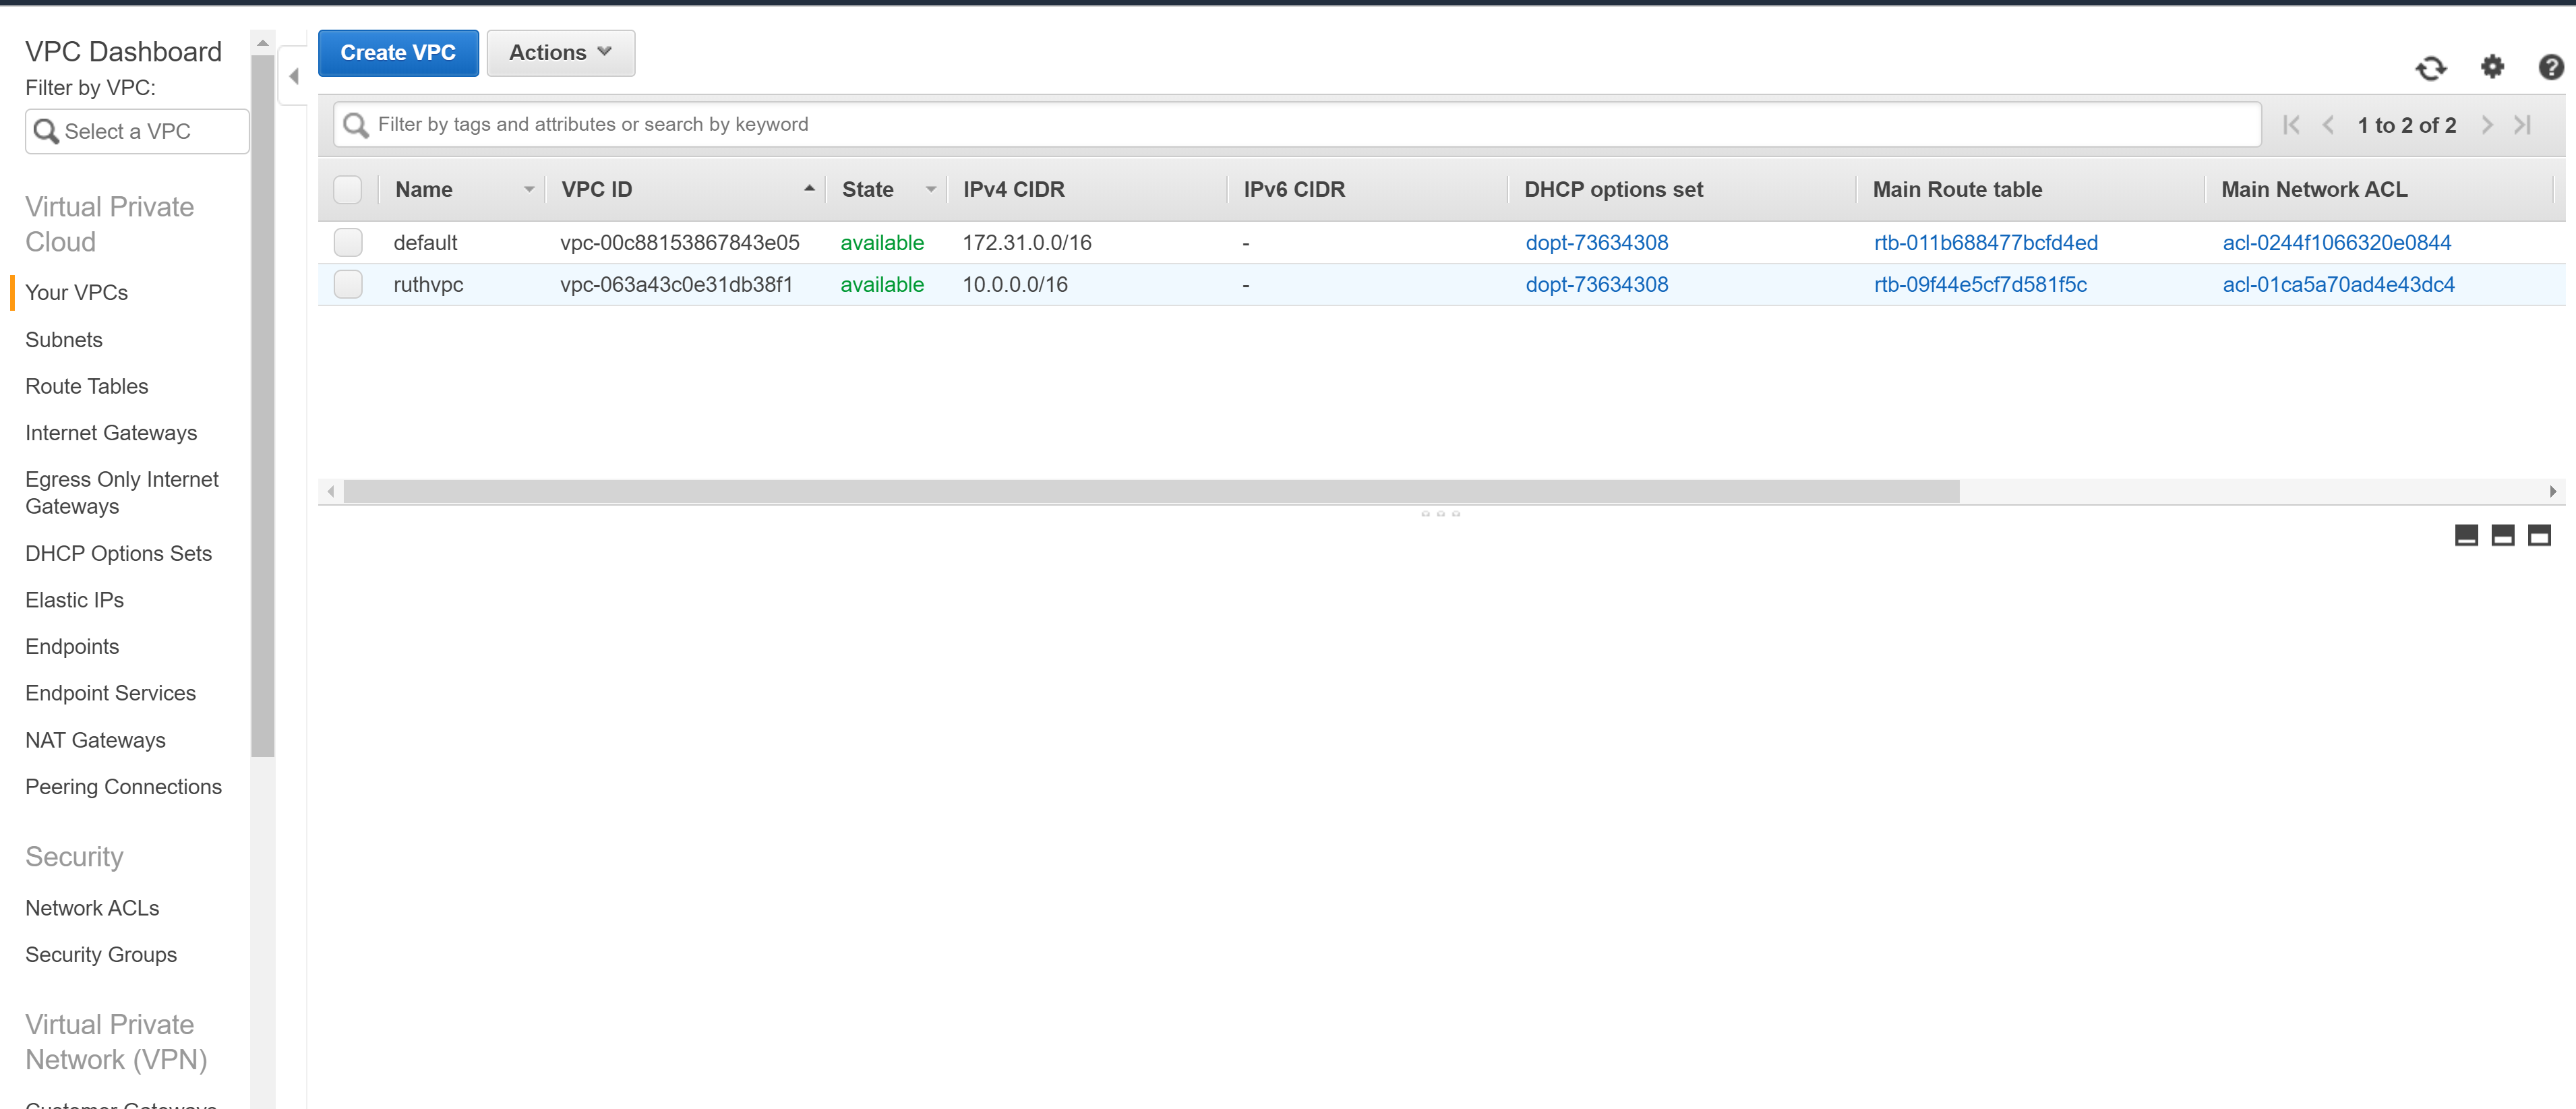 VPC Dashboard
Filter by VPC:
Select a VPC
Virtual Private
Cloud
Your VPCs
Subnets
Route Tables
Internet Gateways
Egress Only Internet
Gateways
DHCP Options Sets
Elastic IPs
Endpoints
Endpoint Services
NAT Gateways
Peering Connections
Security
Network ACLs
Security Groups
Virtual Private
Network (VPN)
Customer Gateways
Create VPC Actions
Filter by tags and attributes or search by keyword 1 to 2 of 2
Name VPC ID State IPv4 CIDR IPv6 CIDR DHCP options set Main Route table Main Network ACL
default vpc-00c88153867843e05 available 172.31.0.0/16 - dopt-73634308 rtb-011b688477bcfd4ed acl-0244f1066320e0844
ruthvpc vpc-063a43c0e31db38f1 available 10.0.0.0/16 - dopt-73634308 rtb-09f44e5cf7d581f5c acl-01ca5a70ad4e43dc4